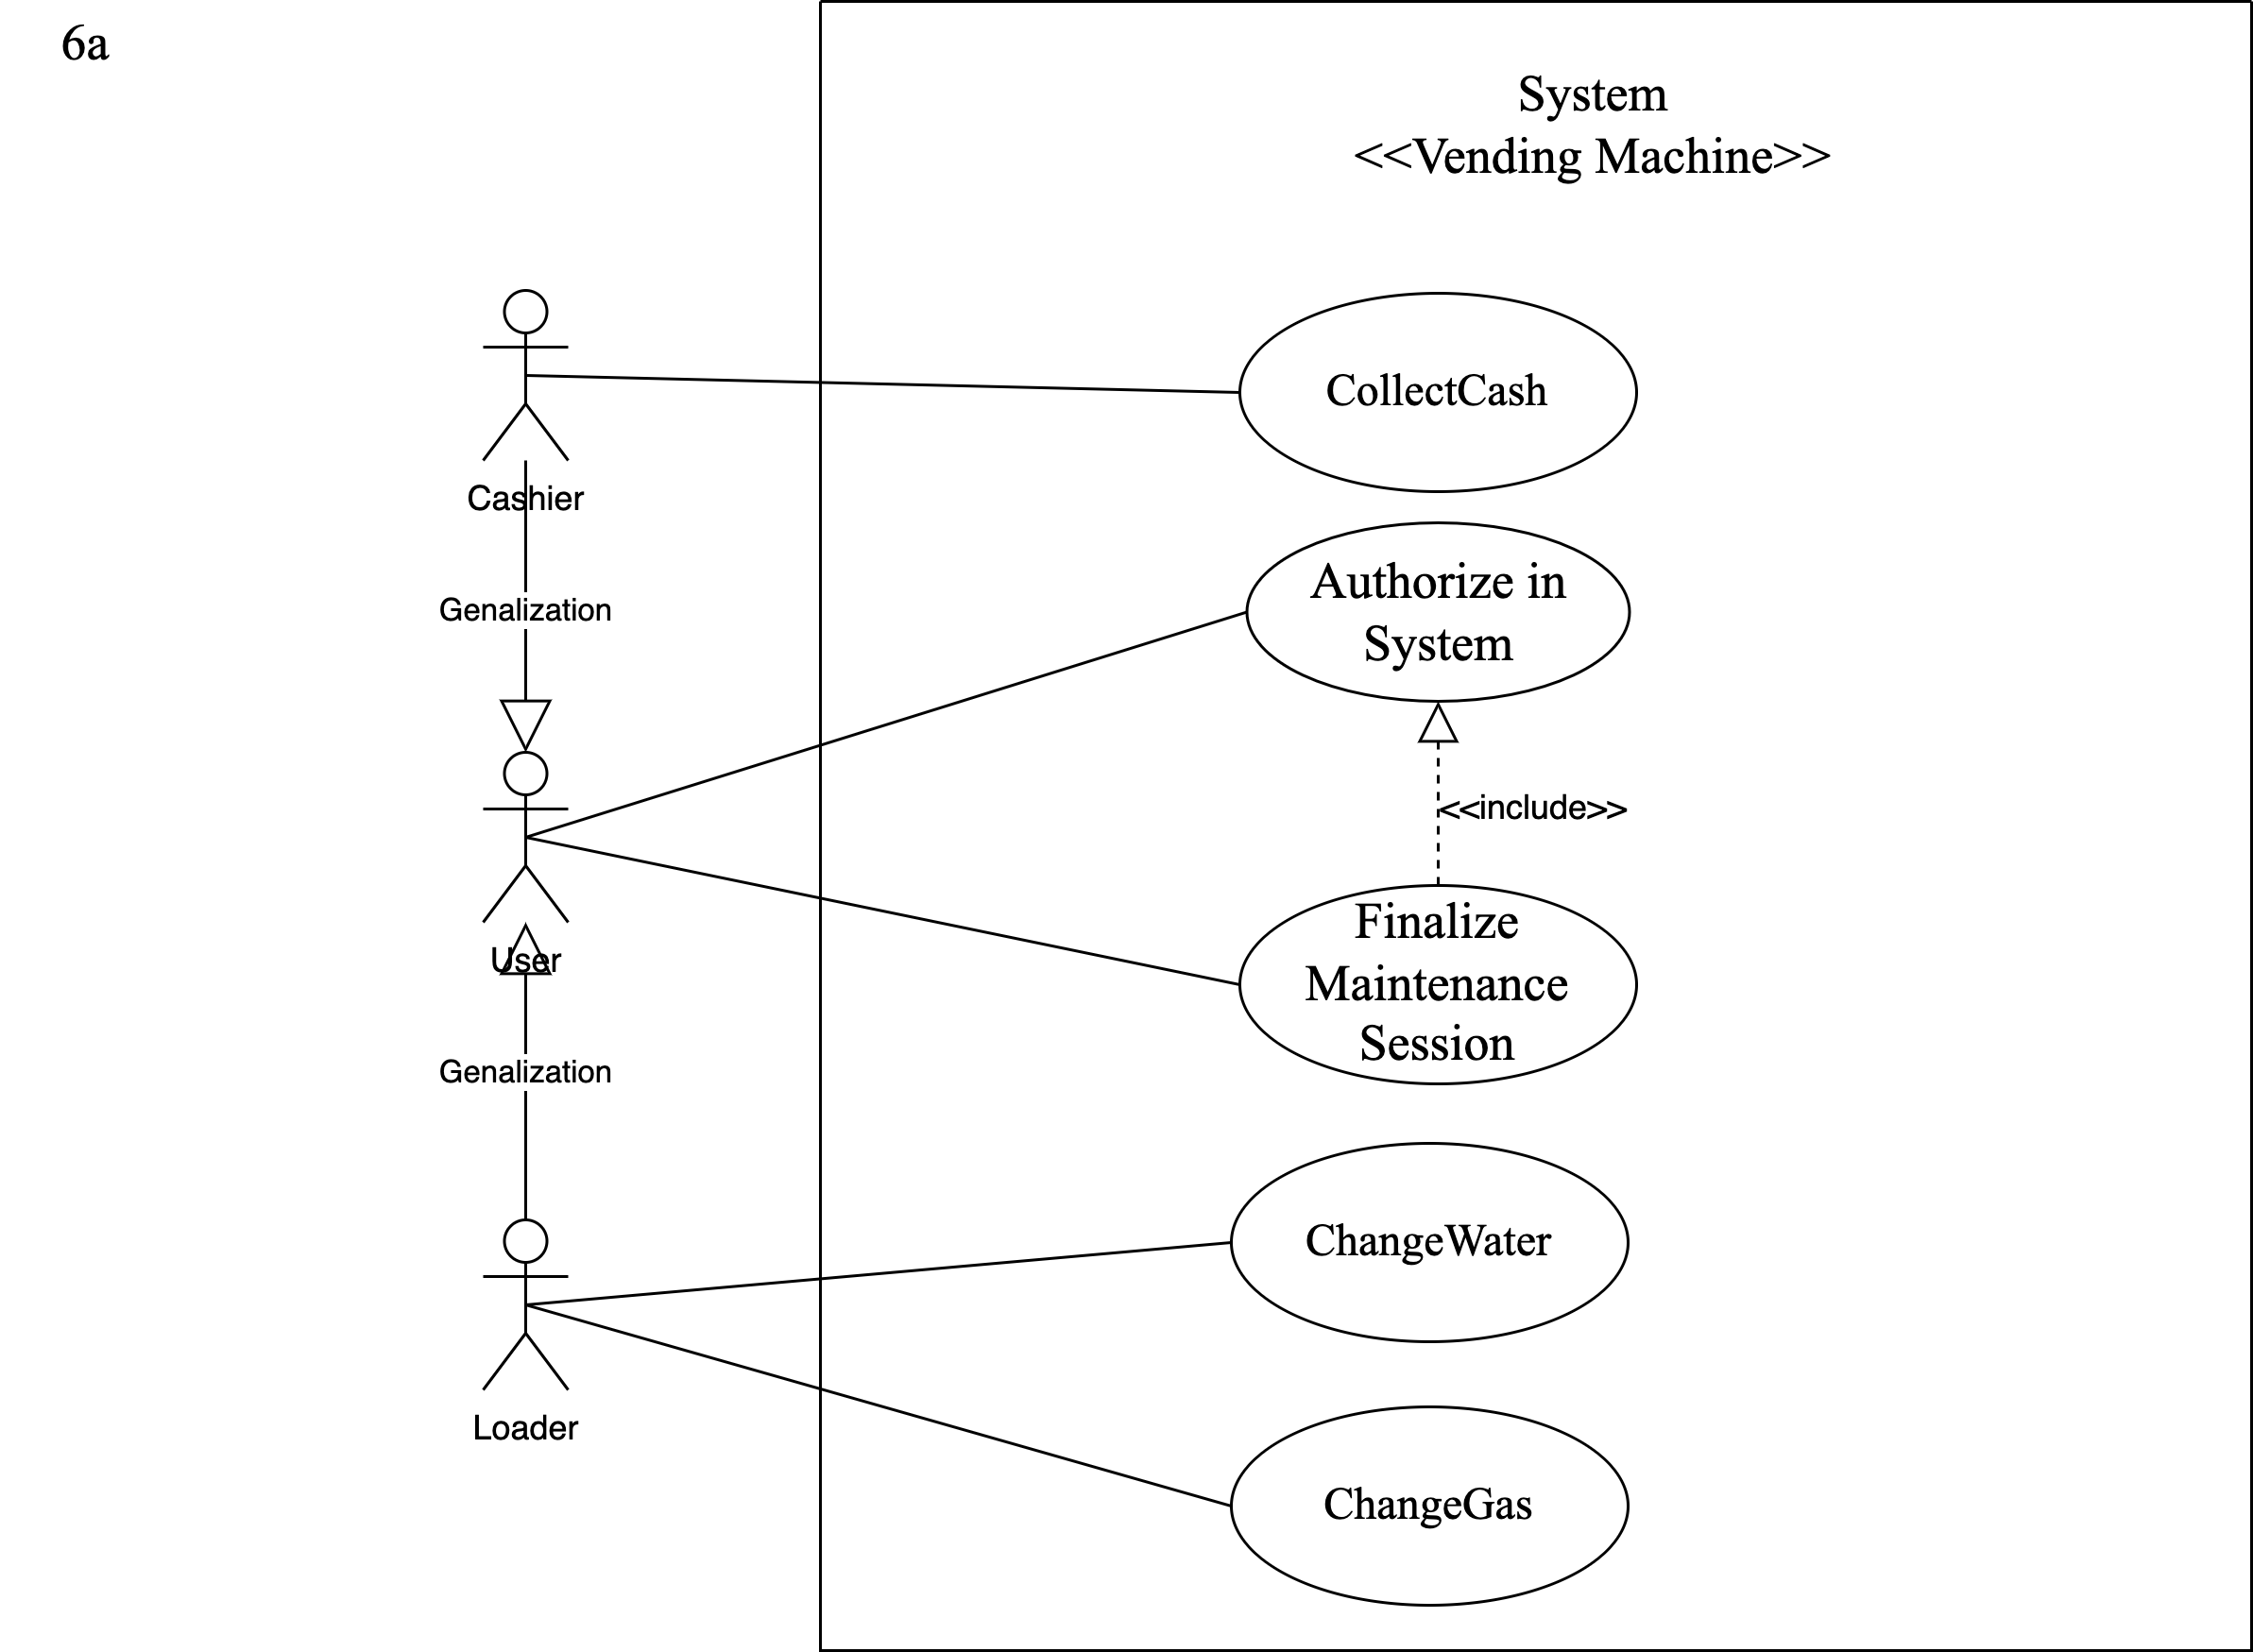 6a
System
<<Vending Machine>>
CollectCash
Cashier
Authorize in
System
Genalization
<<include>>
Finalize
Maintenance
Session
User
Genalization
ChangeWater
Loader
ChangeGas